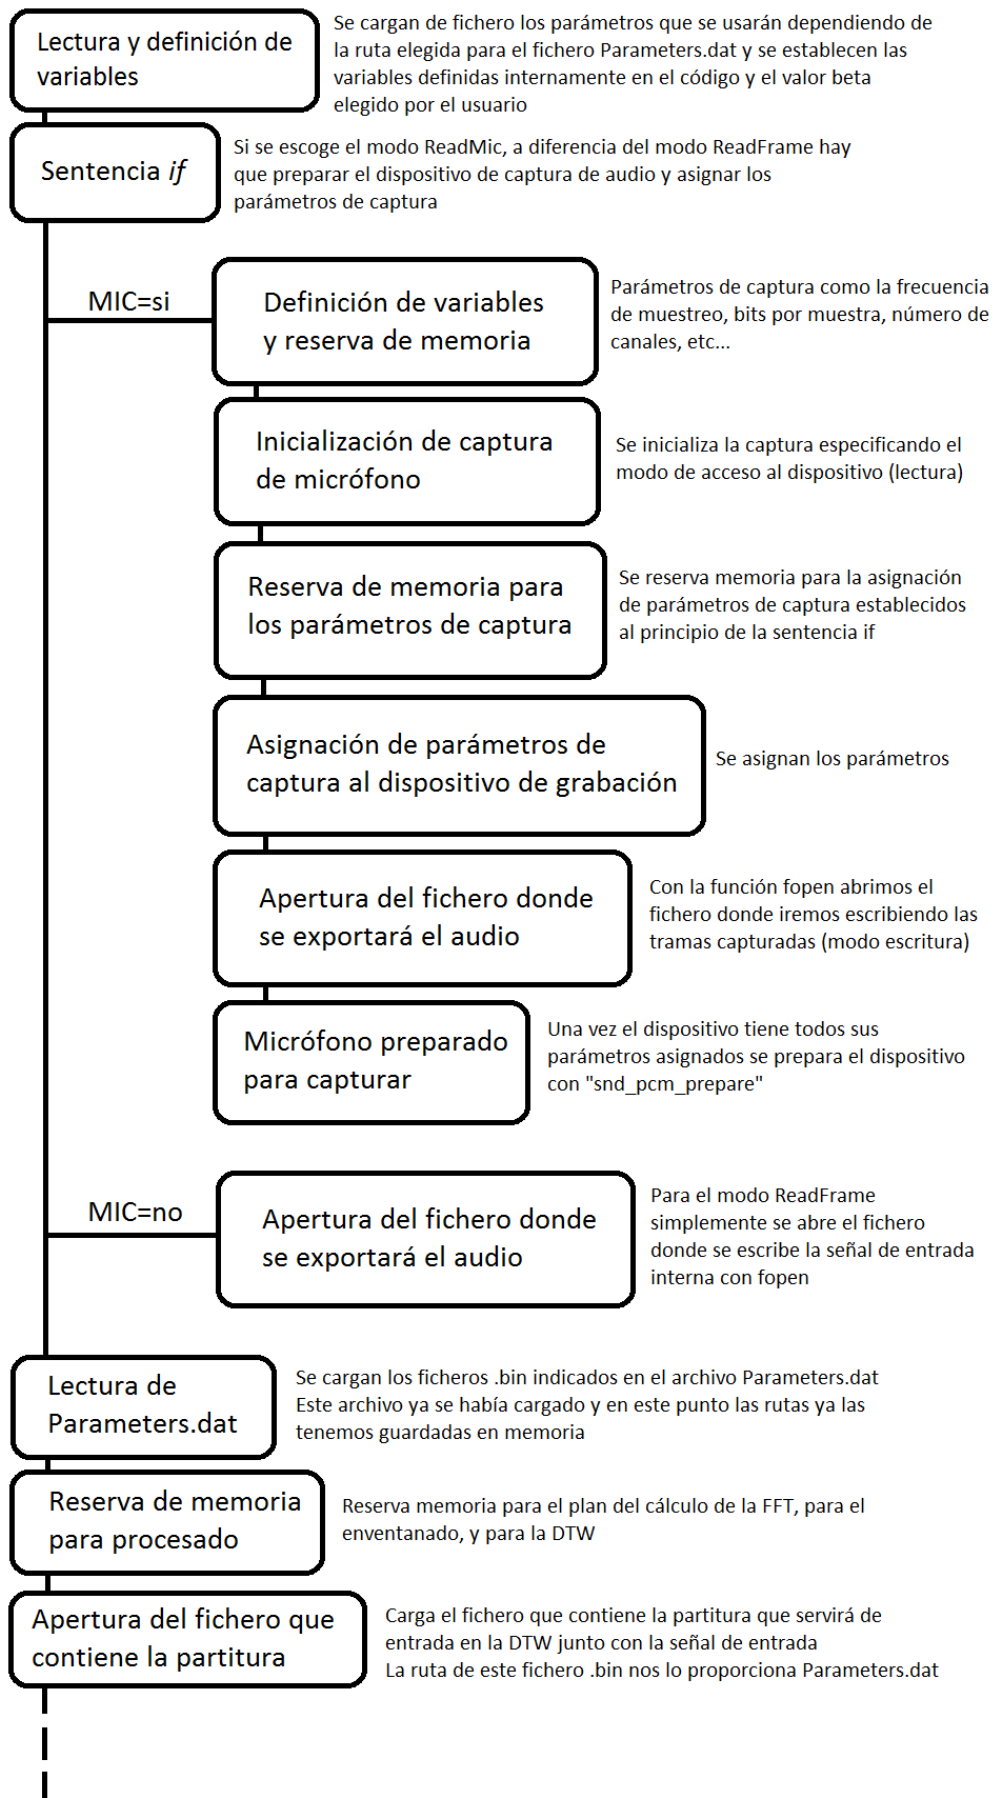 Lectura y definición de
variables
Se cargan de fichero los parámetros que se usarán dependiendo de
la ruta elegida para el fichero Parameters.dat y se establecen las
variables definidas internamente en el código y el valor beta
elegido por el usuario
Sentencia if
Si se escoge el modo ReadMic, a diferencia del modo ReadFrame hay
que preparar el dispositivo de captura de audio y asignar los
parámetros de captura
MIC=si
Definición de variables
y reserva de memoria
Parámetros de captura como la frecuencia
de muestreo, bits por muestra, número de
canales, etc...
Inicialización de captura
de micrófono
Se inicializa la captura especificando el
modo de acceso al dispositivo (lectura)
Reserva de memoria para
los parámetros de captura
Se reserva memoria para la asignación
de parámetros de captura establecidos
al principio de la sentencia if
Asignación de parámetros de
captura al dispositivo de grabación
Se asignan los parámetros
Apertura del fichero donde
se exportará el audio
Con la función fopen abrimos el
fichero donde iremos escribiendo las
tramas capturadas (modo escritura)
Micrófono preparado
para capturar
Una vez el dispositivo tiene todos sus
parámetros asignados se prepara el dispositivo
con "snd_pcm_prepare"
MIC=no
Apertura del fichero donde
se exportará el audio
Para el modo ReadFrame
simplemente se abre el fichero
donde se escribe la señal de entrada
interna con fopen
Lectura de
Parameters.dat
Se cargan los ficheros .bin indicados en el archivo Parameters.dat
Este archivo ya se había cargado y en este punto las rutas ya las
tenemos guardadas en memoria
Reserva de memoria
para procesado
Reserva memoria para el plan del cálculo de la FFT, para el
enventanado, y para la DTW
Apertura del fichero que
contiene la partitura
Carga el fichero que contiene la partitura que servirá de
entrada en la DTW junto con la señal de entrada
La ruta de este fichero .bin nos lo proporciona Parameters.dat